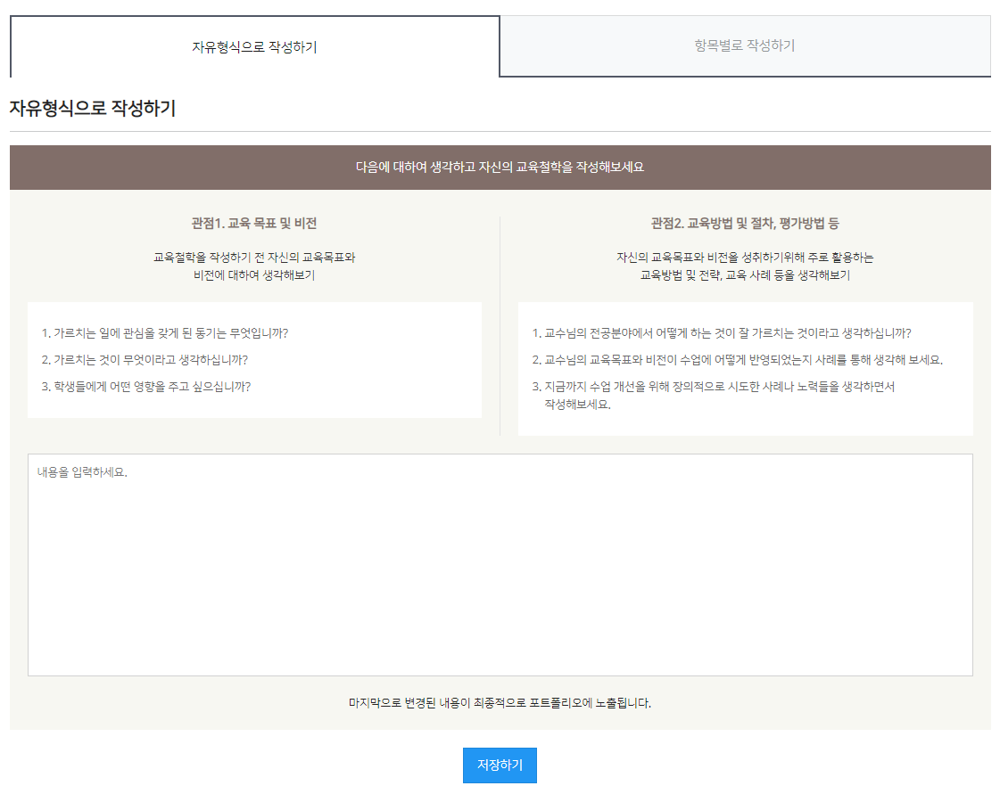 자유형식으로 작성하기
항목별로 작성하기
자유형식으로 작성하기
다음에 대하여 생각하고 자신의 교육철학을 작성해보세요
관점1. 교육 목표 및 비전
교육철학을 작성하기 전 자신의 교육목표와
비전에 대하여 생각해보기
1. 가르치는 일에 관심을 갖게 된 동기는 무엇입니까?
2. 가르치는 것이 무엇이라고 생각하십니까?
3. 학생들에게 어떤 영향을 주고 싶으십니까?
관점2. 교육방법 및 절차, 평가방법 등
자신의 교육목표와 비전을 성취하기위해 주로 활용하는
교육방법 및 전략, 교육 사례 등을 생각해보기
1. 교수님의 전공분야에서 어떻게 하는 것이 잘 가르치는 것이라고 생각하십니까?
2. 교수님의 교육목표와 비전이 수업에 어떻게 반영되었는지 사례를 통해 생각해 보세요.
3. 지금까지 수업 개선을 위해 장의적으로 시도한 사례나 노력들을 생각하면서
작성해보세요.
내용을 입력하세요.
마지막으로 변경된 내용이 최종적으로 포트폴리오에 노출됩니다.
저장하기